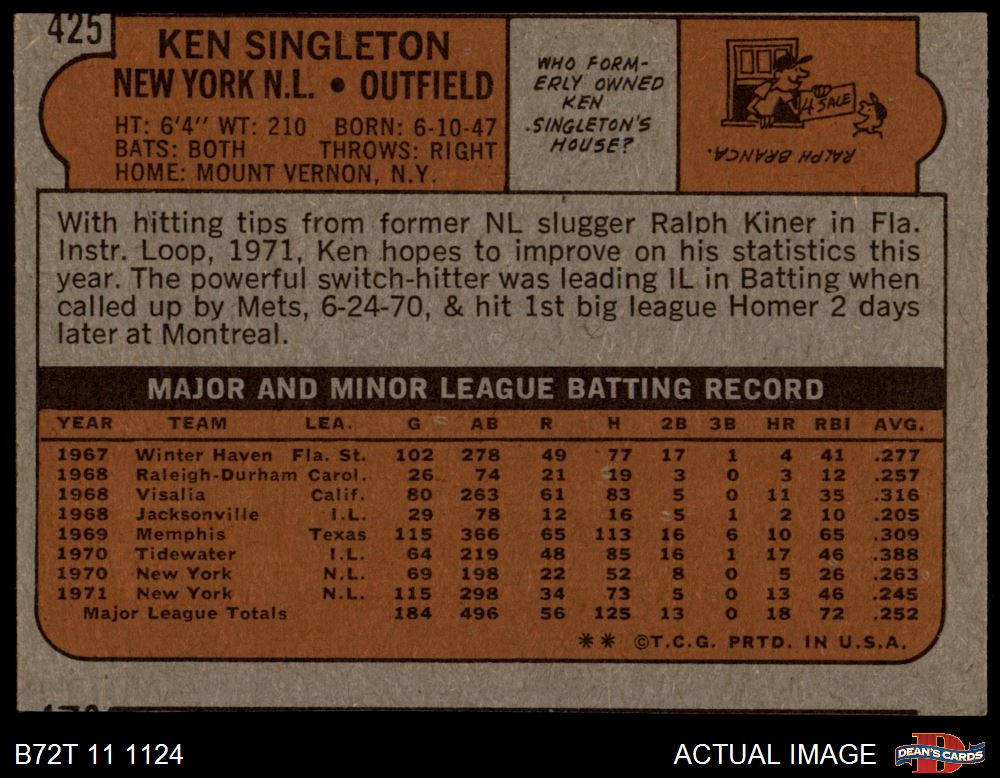 425
KEN SINGLETON
NEW YORK N.L. • OUTFIELD
HT: 6'4" WT: 210 BORN: 6-10-47
BATS: BOTH THROWS: RIGHT
HOME: MOUNT VERNON, N.Y.
WHO FORM-
ERLY OWNED
KEN
SINGLETON'S
HOUSE?
4 SALE
RALPH BRANCA.
With hitting tips from former NL slugger Ralph Kiner in Fla.
Instr. Loop, 1971, Ken hopes to improve on his statistics this
year. The powerful switch-hitter was leading IL in Batting when
called up by Mets, 6-24-70, & hit 1st big league Homer 2 days
later at Montreal.
MAJOR AND MINOR LEAGUE BATTING RECORD
YEAR TEAM LEA. G AB R H 2B 3B HR RBI AVG.
1967 Winter Haven Fla. St. 102 278 49 77 17 1 4 41 .277
1968 Raleigh-Durham Carol. 26 74 21 19 3 0 3 12 .257
1968 Visalia Calif. 80 263 61 83 5 0 11 35 .316
1968 Jacksonville I.L. 29 78 12 16 5 1 2 10 .205
1969 Memphis Texas 115 366 65 113 16 6 10 65 .309
1970 Tidewater I.L. 64 219 48 85 16 1 17 46 .388
1970 New York N.L. 69 198 22 52 8 0 5 26 .263
1971 New York N.L. 115 298 34 73 5 0 13 46 .245
Major League Totals 184 496 56 125 13 0 18 72 .252
** ©T.C.G. PRTD. IN U.S.A.
B72T 11 1124
ACTUAL IMAGE
D
DEAN'S CARDS